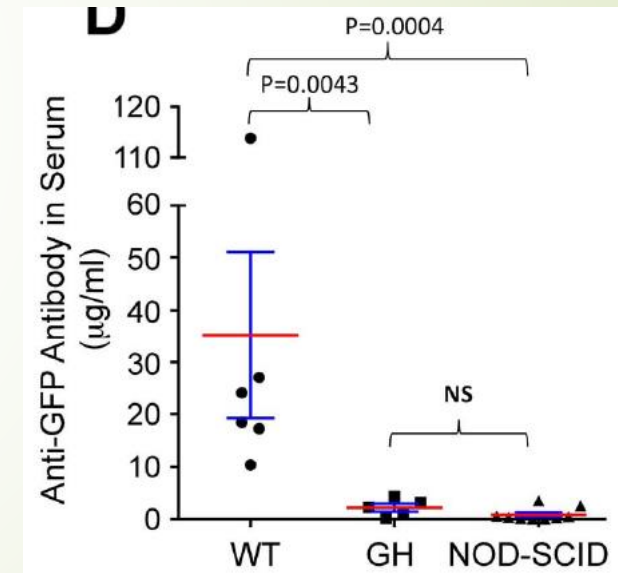 D
P=0.0004
P=0.0043
Anti-GFP Antibody in Serum
(µg/ml)
120
110
60
50
40
30
20
10
0
NS
WT GH NOD-SCID